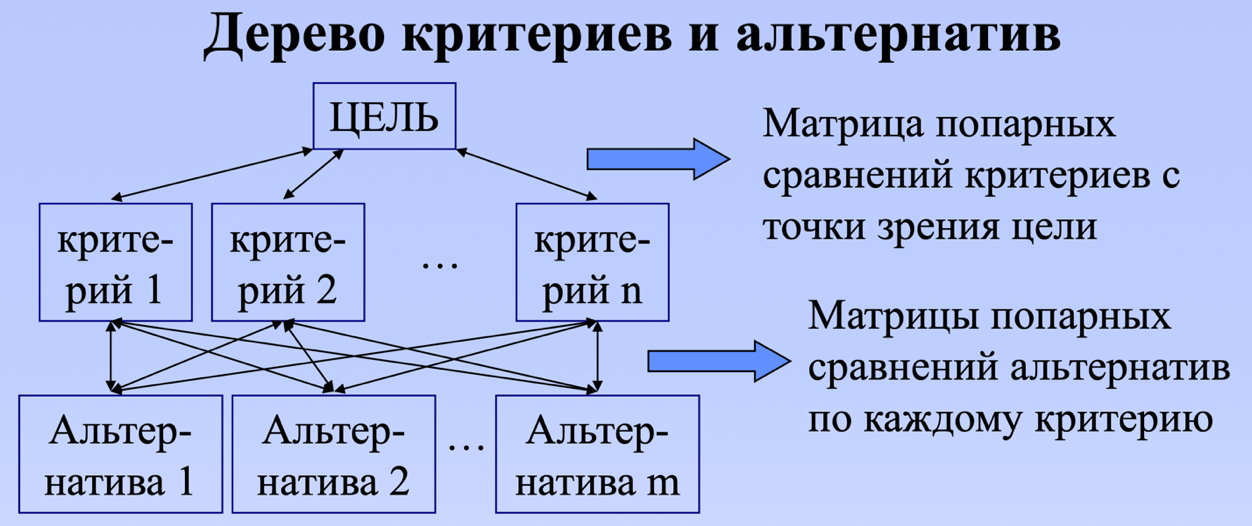 Дерево критериев и альтернатив
ЦЕЛЬ
Матрица попарных
сравнений критериев с
точки зрения цели
крите-
рий 1
крите-
рий 2
...
крите-
рий n
Матрицы попарных
сравнений альтернатив
по каждому критерию
Альтер-
натива 1
Альтер-
натива 2
...
Альтер-
натива m